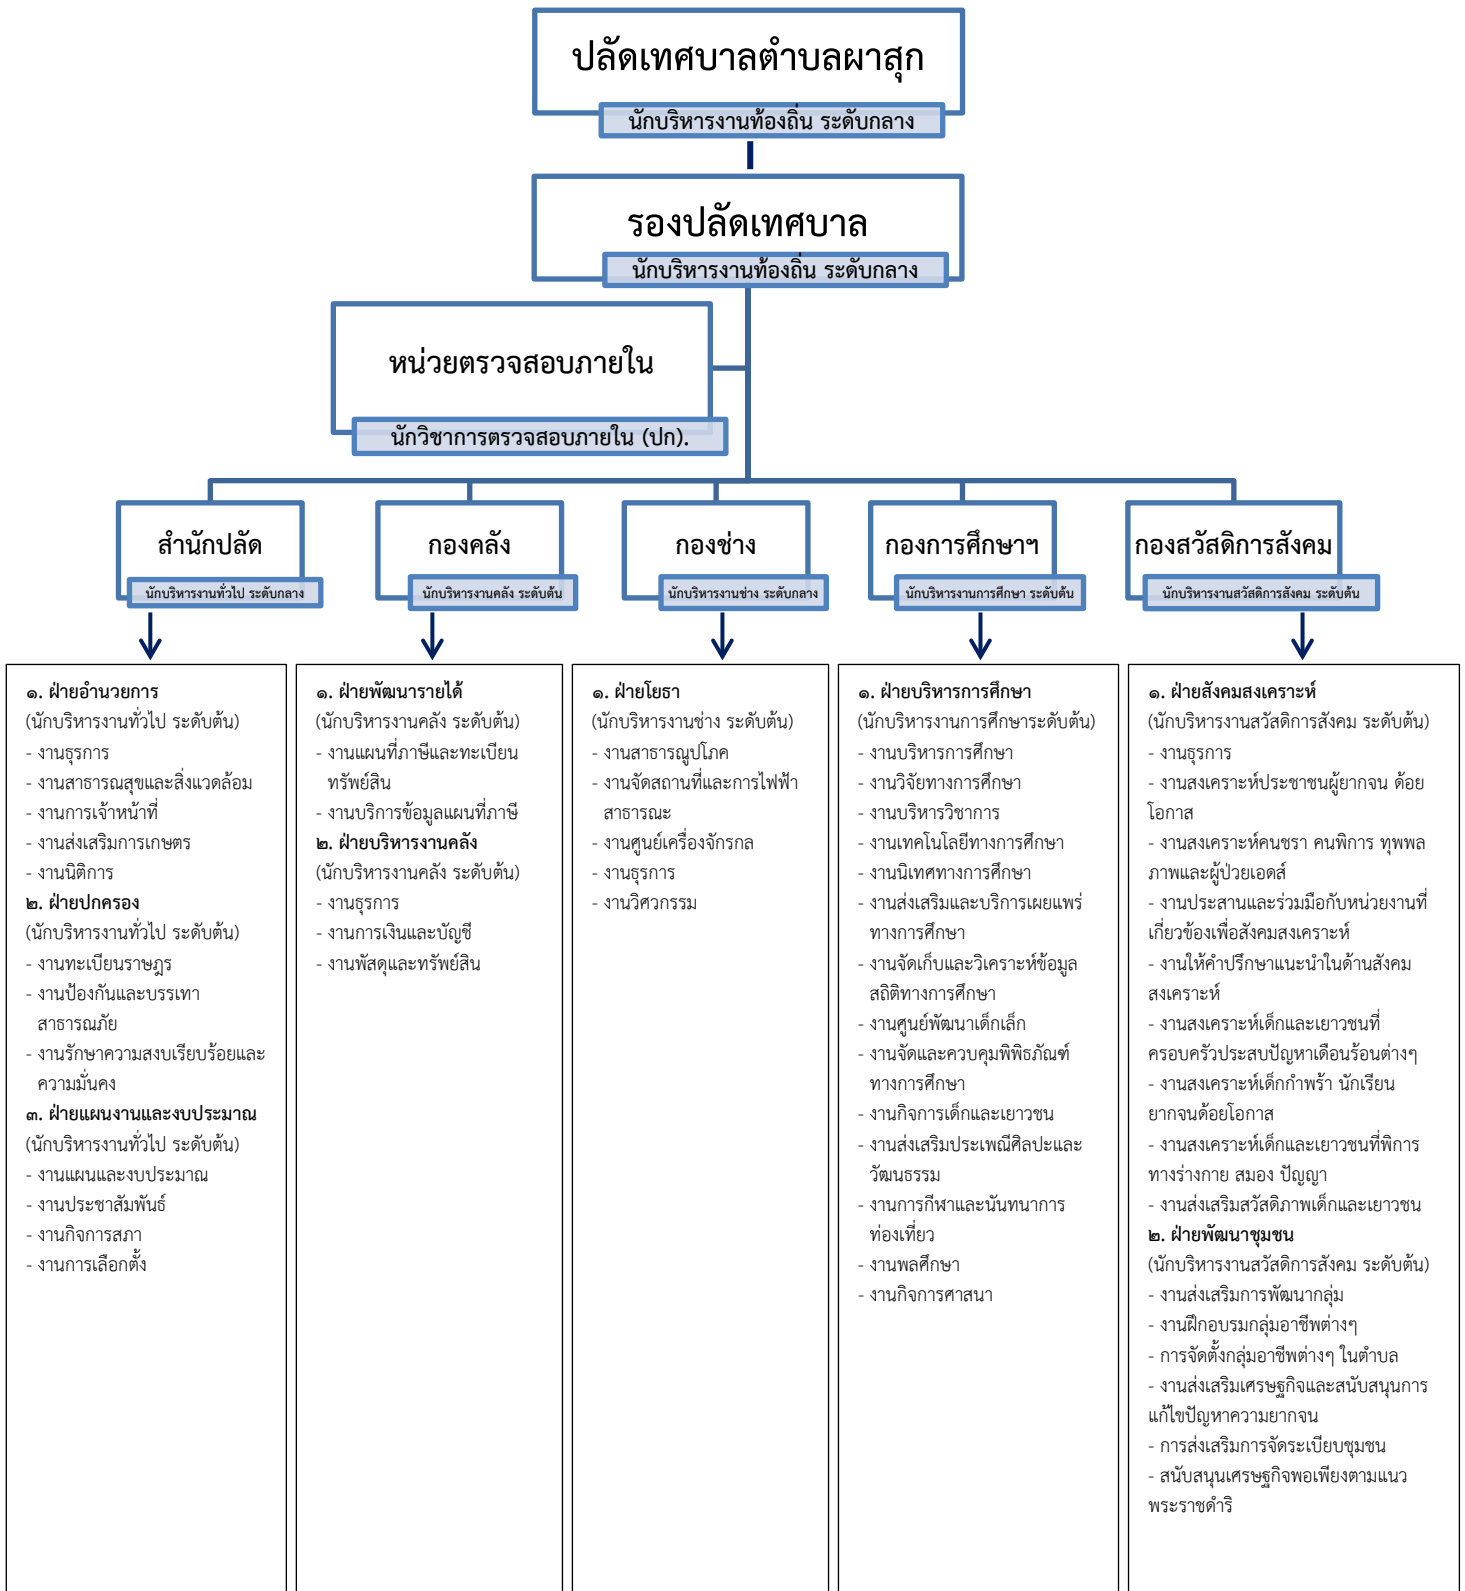 ปลัดเทศบาลตำบลผาสุก
นักบริหารงานท้องถิ่น ระดับกลาง
รองปลัดเทศบาล
นักบริหารงานท้องถิ่น ระดับกลาง
หน่วยตรวจสอบภายใน
นักวิชาการตรวจสอบภายใน (ปก).
สำนักปลัด
นักบริหารงานทั่วไป ระดับกลาง
กองคลัง
นักบริหารงานคลัง ระดับต้น
กองช่าง
นักบริหารงานช่าง ระดับกลาง
กองการศึกษาฯ
นักบริหารงานการศึกษา ระดับต้น
กองสวัสดิการสังคม
นักบริหารงานสวัสดิการสังคม ระดับต้น
๑. ฝ่ายอำนวยการ
(นักบริหารงานทั่วไป ระดับต้น)
- งานธุรการ
- งานสาธารณสุขและสิ่งแวดล้อม
- งานการเจ้าหน้าที่
- งานส่งเสริมการเกษตร
- งานนิติการ
๒. ฝ่ายปกครอง
(นักบริหารงานทั่วไป ระดับต้น)
- งานทะเบียนราษฎร
- งานป้องกันและบรรเทา
สาธารณภัย
- งานรักษาความสงบเรียบร้อยและ
ความมั่นคง
๓. ฝ่ายแผนงานและงบประมาณ
(นักบริหารงานทั่วไป ระดับต้น)
- งานแผนและงบประมาณ
- งานประชาสัมพันธ์
- งานกิจการสภา
- งานการเลือกตั้ง
๑. ฝ่ายพัฒนารายได้
(นักบริหารงานคลัง ระดับต้น)
- งานแผนที่ภาษีและทะเบียน
ทรัพย์สิน
- งานบริการข้อมูลแผนที่ภาษี
๒. ฝ่ายบริหารงานคลัง
(นักบริหารงานคลัง ระดับต้น)
- งานธุรการ
- งานการเงินและบัญชี
- งานพัสดุและทรัพย์สิน
๑. ฝ่ายโยธา
(นักบริหารงานช่าง ระดับต้น)
- งานสาธารณูปโภค
- งานจัดสถานที่และการไฟฟ้า
สาธารณะ
- งานศูนย์เครื่องจักรกล
- งานธุรการ
- งานวิศวกรรม
๑. ฝ่ายบริหารการศึกษา
(นักบริหารงานการศึกษาระดับต้น)
- งานบริหารการศึกษา
- งานวิจัยทางการศึกษา
- งานบริหารวิชาการ
- งานเทคโนโลยีทางการศึกษา
- งานนิเทศทางการศึกษา
- งานส่งเสริมและบริการเผยแพร่
ทางการศึกษา
- งานจัดเก็บและวิเคราะห์ข้อมูล
สถิติทางการศึกษา
- งานศูนย์พัฒนาเด็กเล็ก
- งานจัดและควบคุมพิพิธภัณฑ์
ทางการศึกษา
- งานกิจการเด็กและเยาวชน
- งานส่งเสริมประเพณีศิลปะและ
วัฒนธรรม
- งานการกีฬาและนันทนาการ
ท่องเที่ยว
- งานพลศึกษา
- งานกิจการศาสนา
๑. ฝ่ายสังคมสงเคราะห์
(นักบริหารงานสวัสดิการสังคม ระดับต้น)
- งานธุรการ
- งานสงเคราะห์ประชาชนผู้ยากจน ด้อย
โอกาส
- งานสงเคราะห์คนชรา คนพิการ ทุพพล
ภาพและผู้ป่วยเอดส์
- งานประสานและร่วมมือกับหน่วยงานที่
เกี่ยวข้องเพื่อสังคมสงเคราะห์
- งานให้คำปรึกษาแนะนำในด้านสังคม
สงเคราะห์
- งานสงเคราะห์เด็กและเยาวชนที่
ครอบครัวประสบปัญหาเดือนร้อนต่างๆ
- งานสงเคราะห์เด็กกำพร้า นักเรียน
ยากจนด้อยโอกาส
- งานสงเคราะห์เด็กและเยาวชนที่พิการ
ทางร่างกาย สมอง ปัญญา
- งานส่งเสริมสวัสดิภาพเด็กและเยาวชน
๒. ฝ่ายพัฒนาชุมชน
(นักบริหารงานสวัสดิการสังคม ระดับต้น)
- งานส่งเสริมการพัฒนากลุ่ม
- งานฝึกอบรมกลุ่มอาชีพต่างๆ
- การจัดตั้งกลุ่มอาชีพต่างๆ ในตำบล
- งานส่งเสริมเศรษฐกิจและสนับสนุนการ
แก้ไขปัญหาความยากจน
- การส่งเสริมการจัดระเบียบชุมชน
- สนับสนุนเศรษฐกิจพอเพียงตามแนว
พระราชดำริ